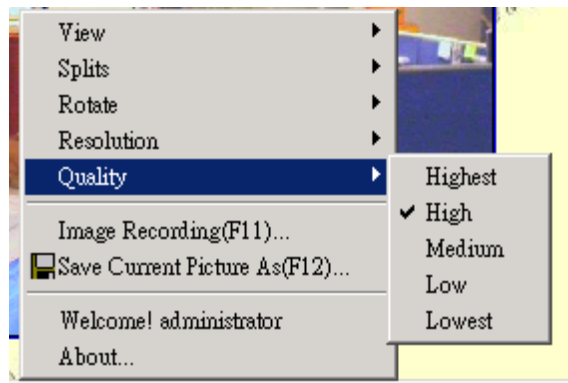 View
Splits
Rotate
Resolution
Quality
Highest
High
Medium
Low
Lowest
Image Recording(F11)...
Save Current Picture As(F12)...
Welcome! administrator
About...